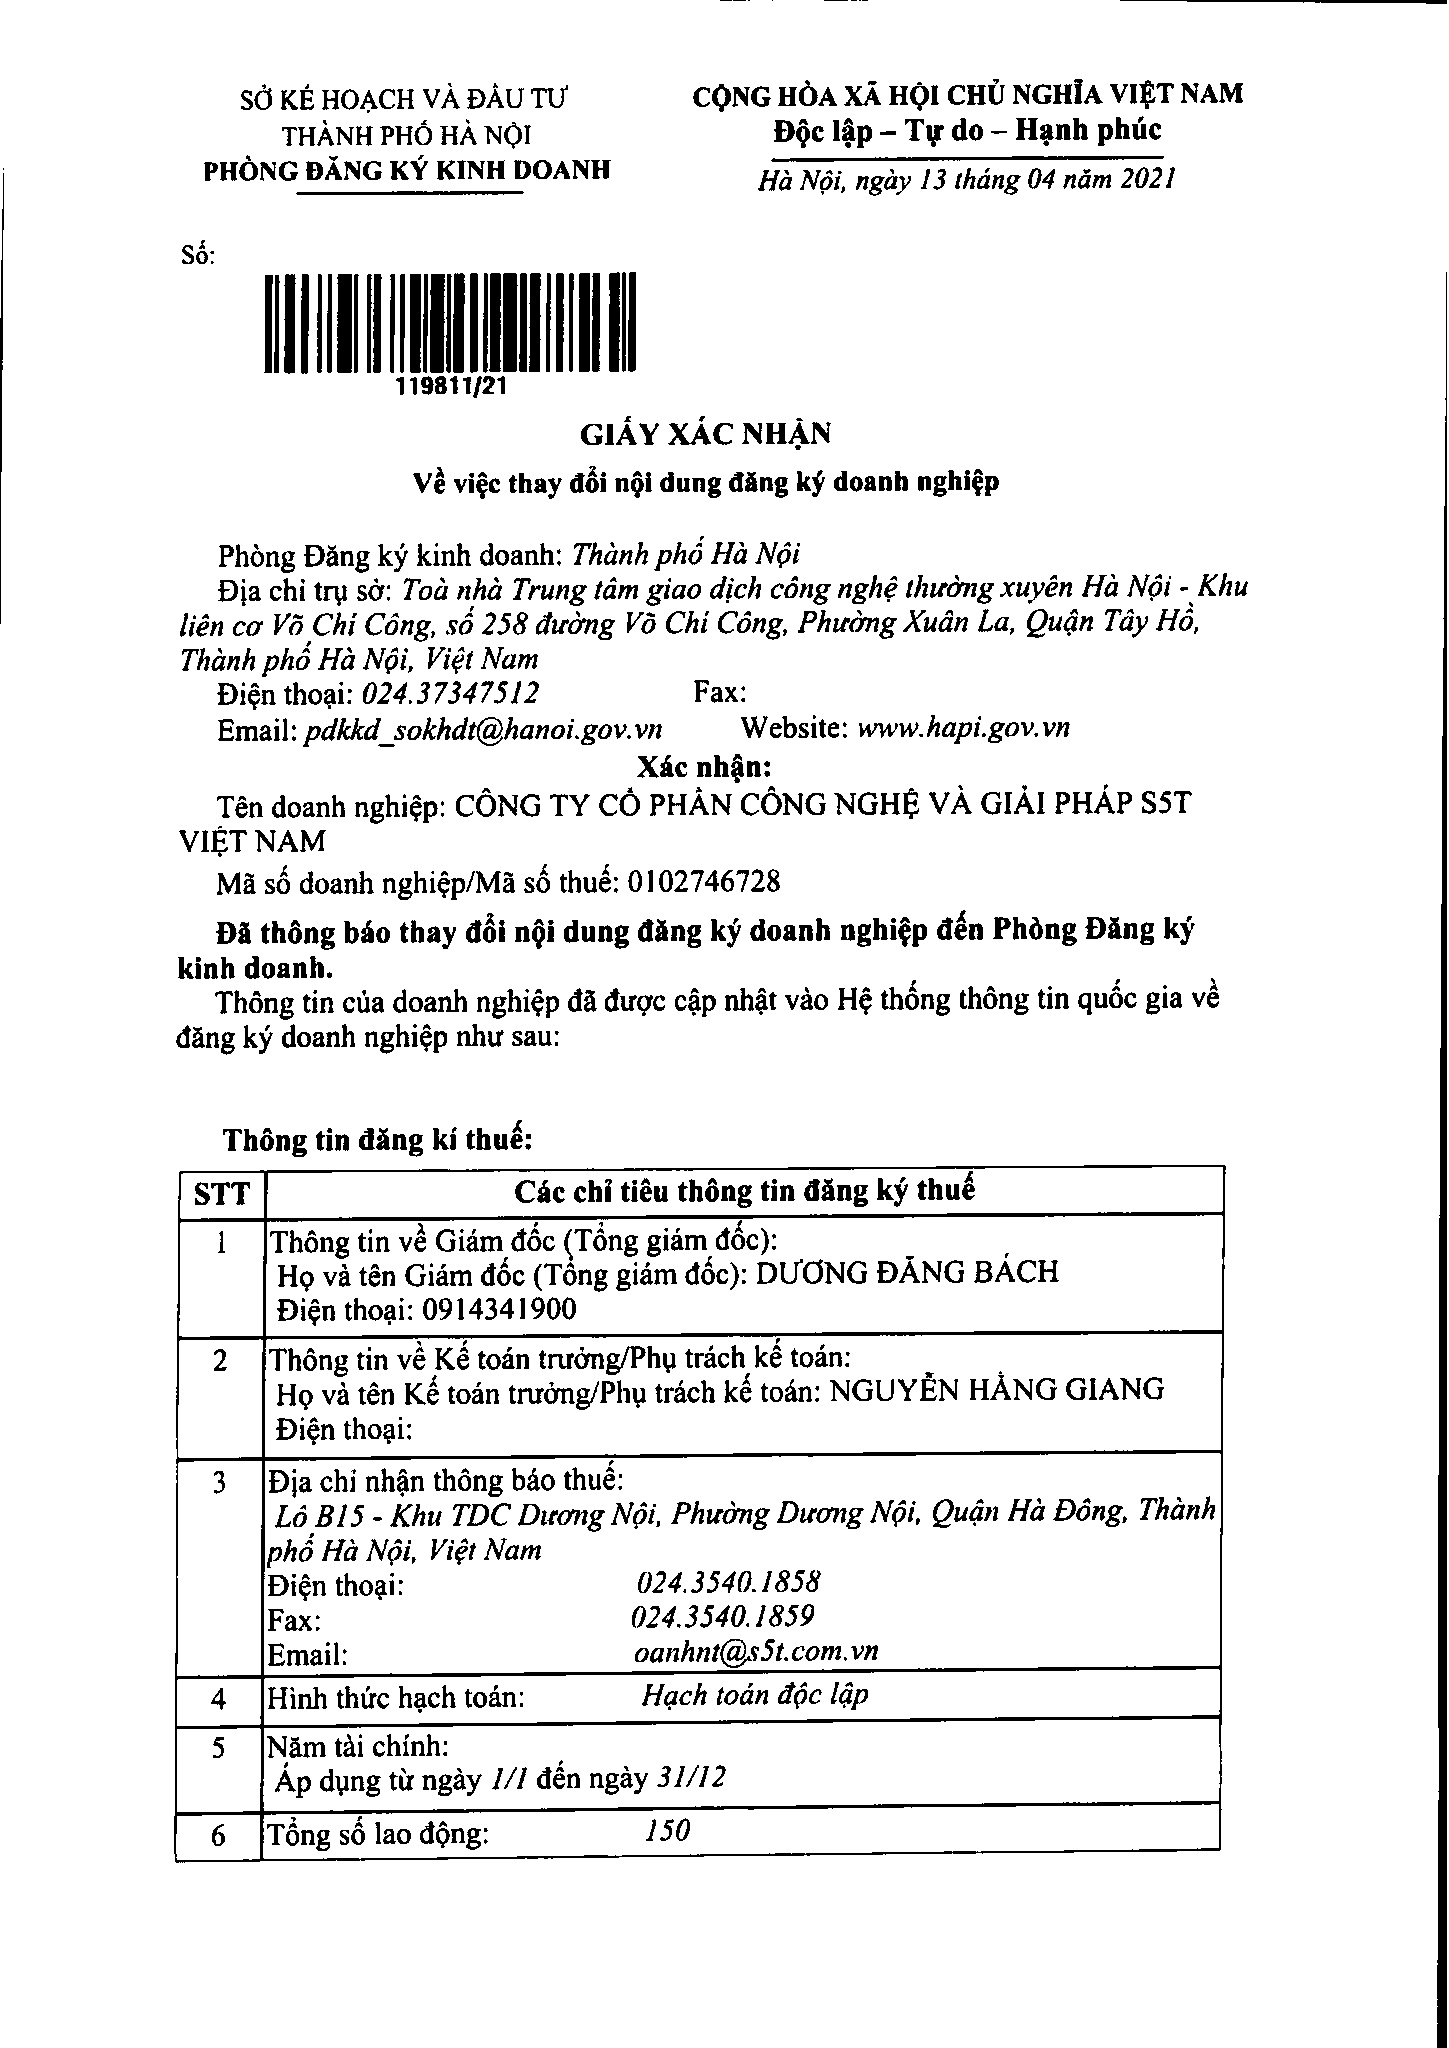 SỞ KẾ HOẠCH VÀ ĐẦU TƯ
THÀNH PHỐ HÀ NỘI
PHÒNG ĐĂNG KÝ KINH DOANH
CỘNG HÒA XÃ HỘI CHỦ NGHĨA VIỆT NAM
Độc lập – Tự do – Hạnh phúc
Hà Nội, ngày 13 tháng 04 năm 2021
Số:
119811/21
GIẤY XÁC NHẬN
Về việc thay đổi nội dung đăng ký doanh nghiệp
Phòng Đăng ký kinh doanh: Thành phố Hà Nội
Địa chỉ trụ sở: Toà nhà Trung tâm giao dịch công nghệ thường xuyên Hà Nội - Khu
liên cơ Võ Chí Công, số 258 đường Võ Chí Công, Phường Xuân La, Quận Tây Hồ,
Thành phố Hà Nội, Việt Nam
Điện thoại: 024.37347512 Fax:
Email: pdkkd_sokhdt@hanoi.gov.vn Website: www.hapi.gov.vn
Xác nhận:
Tên doanh nghiệp: CÔNG TY CỔ PHẦN CÔNG NGHỆ VÀ GIẢI PHÁP S5T
VIỆT NAM
Mã số doanh nghiệp/Mã số thuế: 0102746728
Đã thông báo thay đổi nội dung đăng ký doanh nghiệp đến Phòng Đăng ký
kinh doanh.
Thông tin của doanh nghiệp đã được cập nhật vào Hệ thống thông tin quốc gia về
đăng ký doanh nghiệp như sau:
Thông tin đăng kí thuế:
STT Các chỉ tiêu thông tin đăng ký thuế
1 Thông tin về Giám đốc (Tổng giám đốc):
Họ và tên Giám đốc (Tổng giám đốc): DƯƠNG ĐĂNG BÁCH
Điện thoại: 0914341900
2 Thông tin về Kế toán trưởng/Phụ trách kế toán:
Họ và tên Kế toán trưởng/Phụ trách kế toán: NGUYỄN HẰNG GIANG
Điện thoại:
3 Địa chỉ nhận thông báo thuế:
Lô B15 - Khu TDC Dương Nội, Phường Dương Nội, Quận Hà Đông, Thành
phố Hà Nội, Việt Nam
Điện thoại: 024.3540.1858
Fax: 024.3540.1859
Email: oanhnt@s5t.com.vn
4 Hình thức hạch toán: Hạch toán độc lập
5 Năm tài chính:
Áp dụng từ ngày 1/1 đến ngày 31/12
6 Tổng số lao động: 150